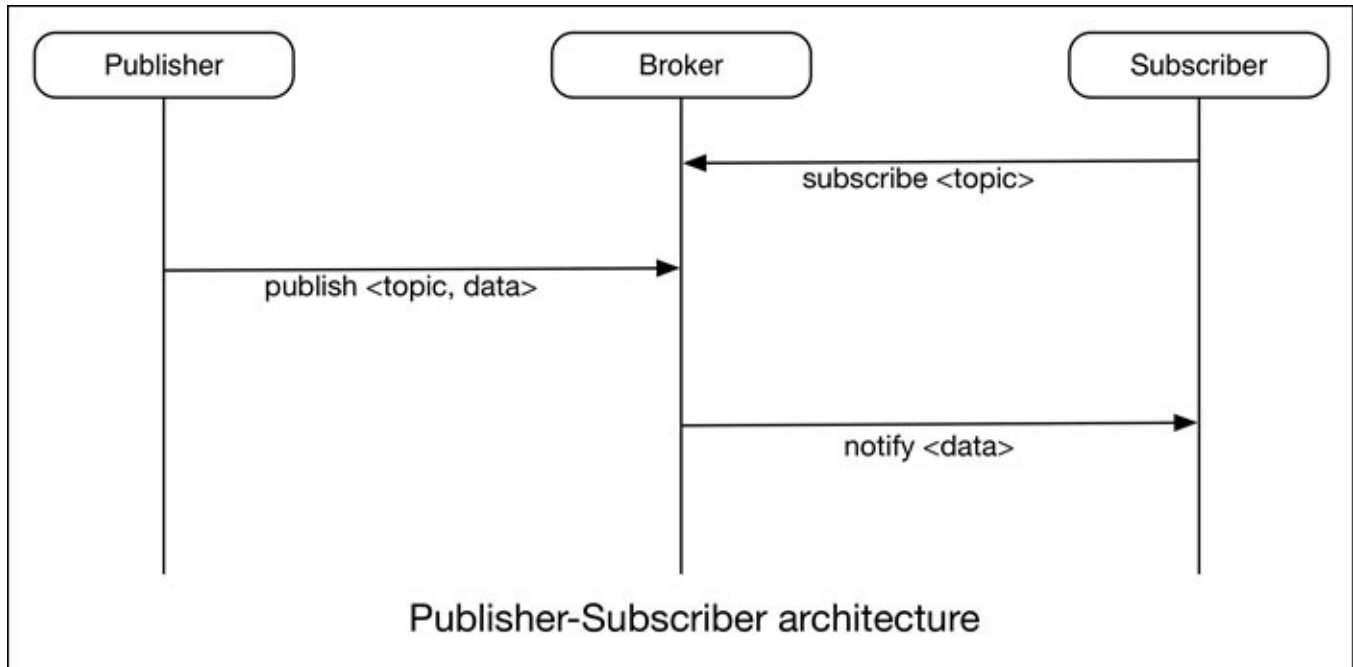 Publisher
Broker
Subscriber
subscribe <topic>
publish <topic, data>
notify <data>
Publisher-Subscriber architecture